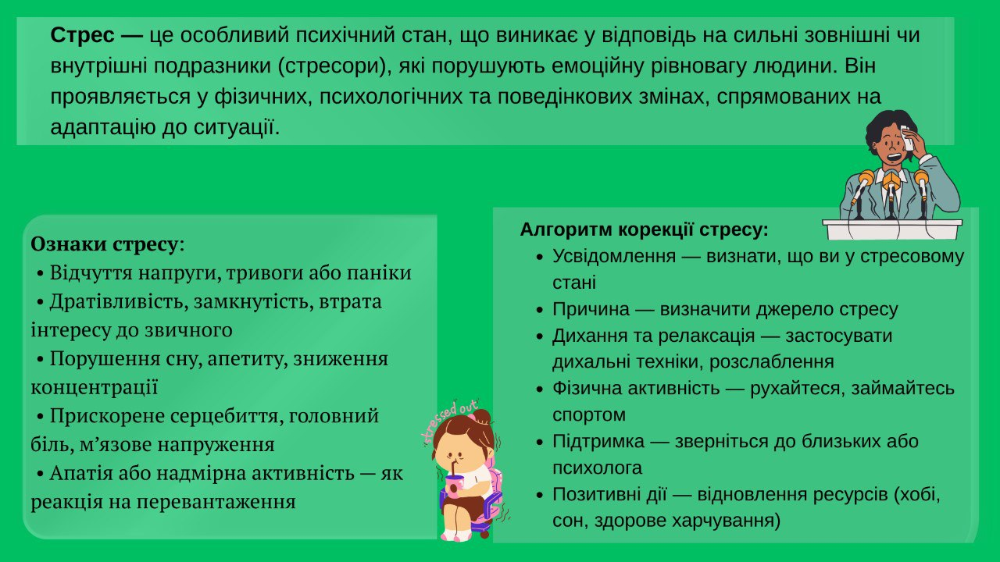 Стрес — це особливий психічний стан, що виникає у відповідь на сильні зовнішні чи
внутрішні подразники (стресори), які порушують емоційну рівновагу людини. Він
проявляється у фізичних, психологічних та поведінкових змінах, спрямованих на
адаптацію до ситуації.
Ознаки стресу:
• Відчуття напруги, тривоги або паніки
• Дратівливість, замкнутість, втрата
інтересу до звичного
• Порушення сну, апетиту, зниження
концентрації
• Прискорене серцебиття, головний
біль, м’язове напруження
• Апатія або надмірна активність — як
реакція на перевантаження
stressed out
Алгоритм корекції стресу:
• Усвідомлення — визнати, що ви у стресовому
стані
• Причина — визначити джерело стресу
• Дихання та релаксація — застосувати
дихальні техніки, розслаблення
• Фізична активність — рухайтеся, займайтесь
спортом
• Підтримка — зверніться до близьких або
психолога
• Позитивні дії — відновлення ресурсів (хобі,
сон, здорове харчування)